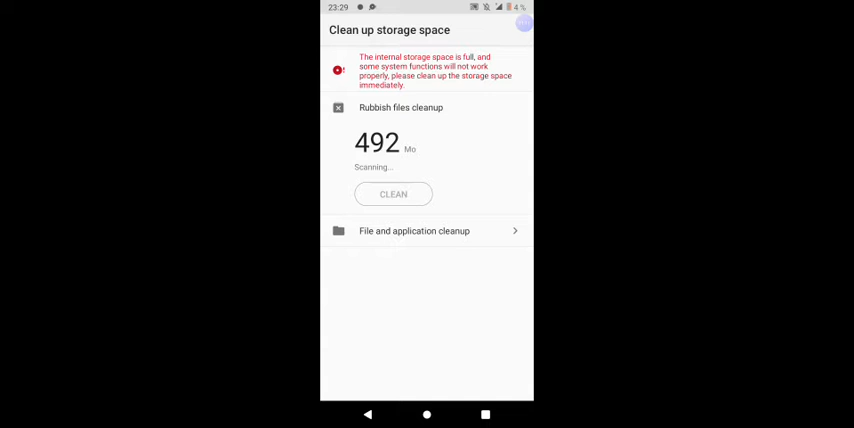 23:29 4 %
Clean up storage space
The internal storage space is full, and
some system functions will not work
properly, please clean up the storage space
immediately.
Rubbish files cleanup
492 Mo
Scanning...
CLEAN
File and application cleanup